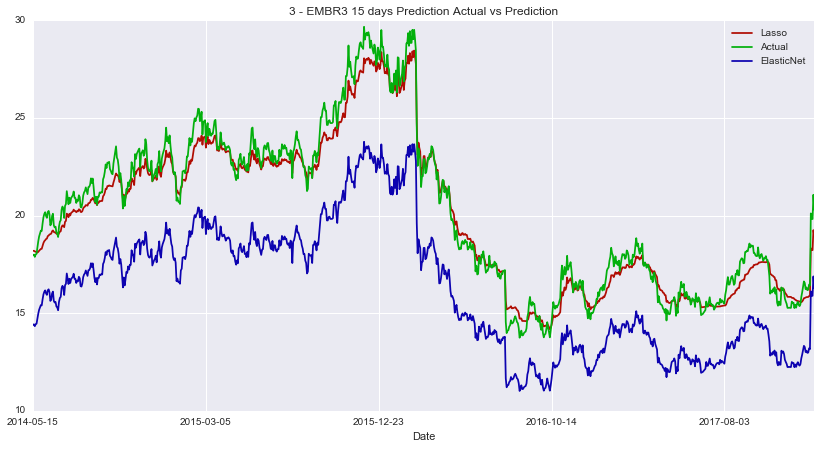 3 - EMBR3 15 days Prediction Actual vs Prediction
30
25
20
15
10
Lasso
Actual
ElasticNet
2014-05-15
2015-03-05
2015-12-23
2016-10-14
2017-08-03
Date